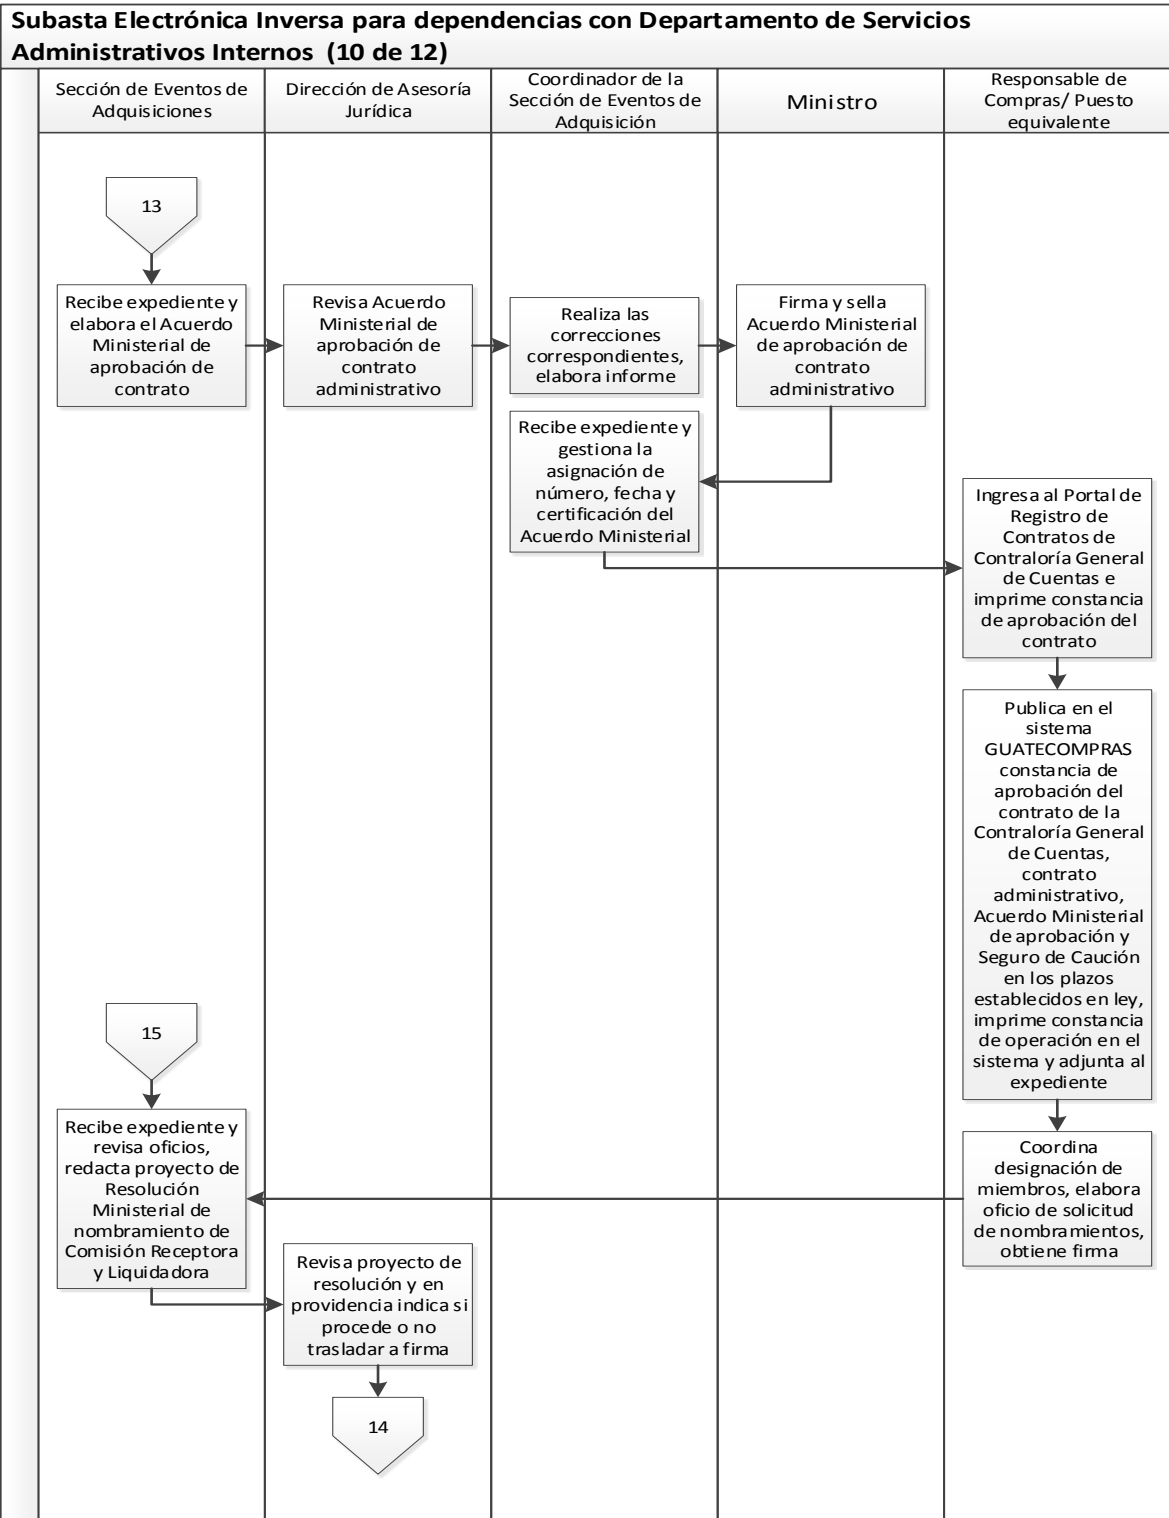 Subasta Electrónica Inversa para dependencias con Departamento de Servicios
Administrativos Internos (10 de 12)
Sección de Eventos de
Adquisiciones
Dirección de Asesoría
Jurídica
Coordinador de la
Sección de Eventos de
Adquisición
Ministro
Responsable de
Compras/ Puesto
equivalente
13
Recibe expediente y
elabora el Acuerdo
Ministerial de
aprobación de
contrato
Revisa Acuerdo
Ministerial de
aprobación de
contrato
administrativo
Realiza las
correcciones
correspondientes,
elabora informe
Firma y sella
Acuerdo Ministerial
de aprobación de
contrato
administrativo
Recibe expediente y
gestiona la
asignación de
número, fecha y
certificación del
Acuerdo Ministerial
Ingresa al Portal de
Registro de
Contratos de
Contraloría General
de Cuentas e
imprime constancia
de aprobación del
contrato
Publica en el
sistema
GUATECOMPRAS
constancia de
aprobación del
contrato de la
Contraloría General
de Cuentas,
contrato
administrativo,
Acuerdo Ministerial
de aprobación y
Seguro de Caución
en los plazos
establecidos en ley,
imprime constancia
de operación en el
sistema y adjunta al
expediente
Coordina
designación de
miembros, elabora
oficio de solicitud
de nombramientos,
obtiene firma
15
Recibe expediente y
revisa oficios,
redacta proyecto de
Resolución
Ministerial de
nombramiento de
Comisión Receptora
y Liquidadora
Revisa proyecto de
resolución y en
providencia indica si
procede o no
trasladar a firma
14